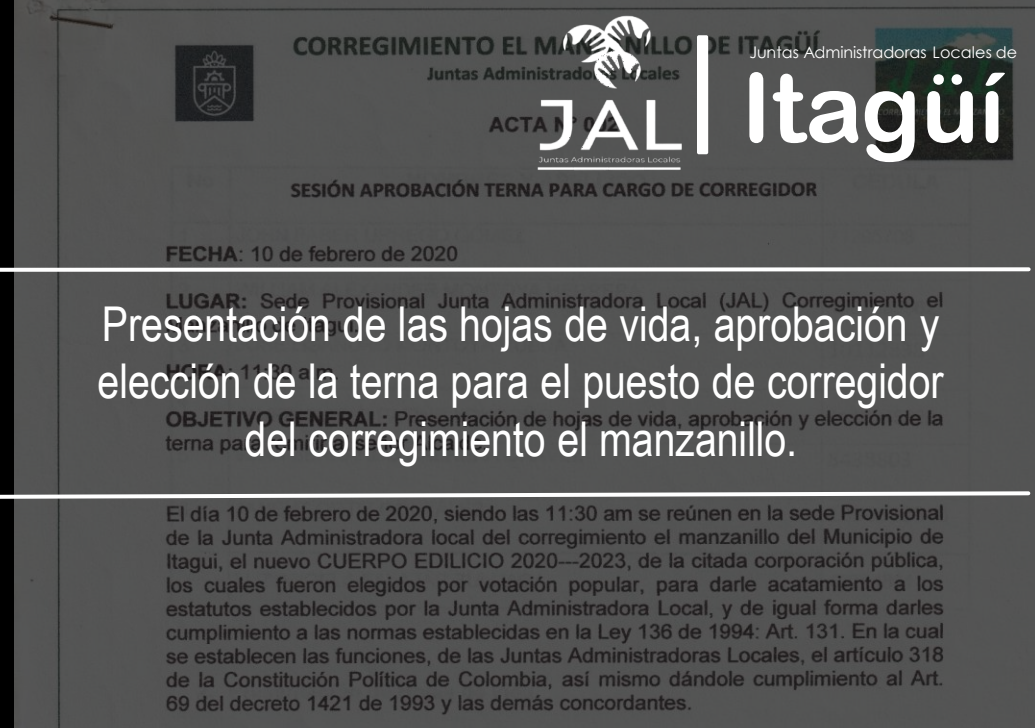 CORREGIMIENTO EL MANZANILLO DE ITAGÜÍ
Juntas Administradoras Locales
ACTA N°
JAL
Juntas Administradoras Locales
Juntas Administradoras Locales de
Itagüí
SESIÓN APROBACIÓN TERNA PARA CARGO DE CORREGIDOR
FECHA: 10 de febrero de 2020
LUGAR: Sede Provisional Junta Administradora Local (JAL) Corregimiento el
Presentación de las hojas de vida, aprobación y
elección de la terna para el puesto de corregidor
del corregimiento el manzanillo.
HORA: 11:30 a.m.
OBJETIVO GENERAL: Presentación de hojas de vida, aprobación y elección de la
terna para
El día 10 de febrero de 2020, siendo las 11:30 am se reúnen en la sede Provisional
de la Junta Administradora local del corregimiento el manzanillo del Municipio de
Itagui, el nuevo CUERPO EDILICIO 2020---2023, de la citada corporación pública,
los cuales fueron elegidos por votación popular, para darle acatamiento a los
estatutos establecidos por la Junta Administradora Local, y de igual forma darles
cumplimiento a las normas establecidas en la Ley 136 de 1994: Art. 131. En la cual
se establecen las funciones, de las Juntas Administradoras Locales, el artículo 318
de la Constitución Política de Colombia, así mismo dándole cumplimiento al Art.
69 del decreto 1421 de 1993 y las demás concordantes.